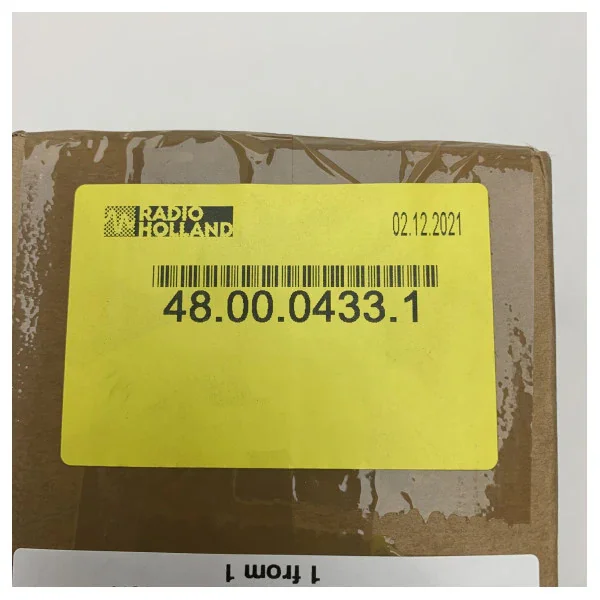 RADIO
HOLLAND
02.12.2021
48.00.0433.1
1 from 1